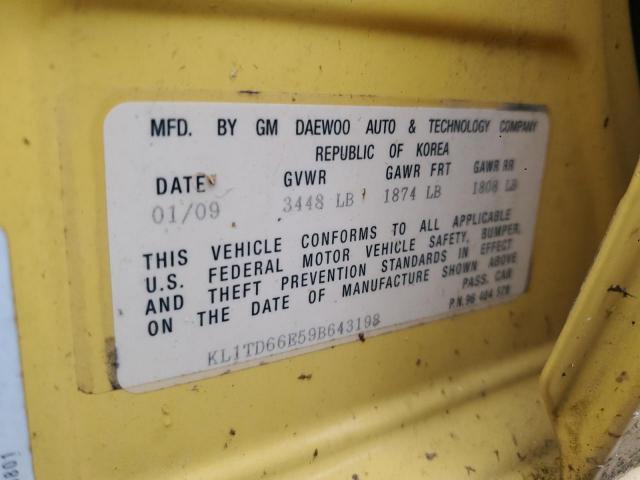 MFD. BY GM DAEWOO AUTO & TECHNOLOGY COMPANY
REPUBLIC OF KOREA
DATE GVWR GAWR FRT GAWR RR
01/09 3448 LB 1874 LB 1808 LB
THIS VEHICLE CONFORMS TO ALL APPLICABLE
U.S. FEDERAL MOTOR VEHICLE SAFETY, BUMPER,
AND THEFT PREVENTION STANDARDS IN EFFECT
ON THE DATE OF MANUFACTURE SHOWN ABOVE
PASS. CAR
KL1TD66E59B643198
P.N.96 404 528